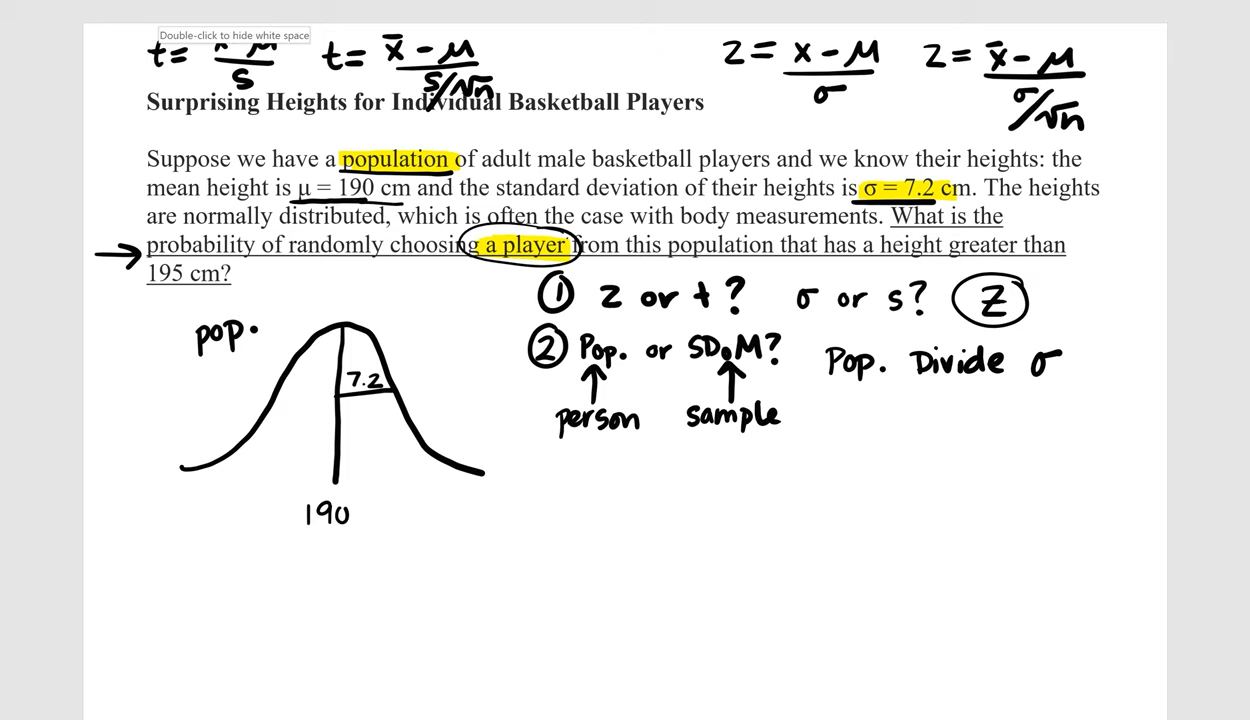 Double-click to hide white space
t= x-μ/s t= x̄-μ/s/√n z= x-μ/σ z= x̄-μ/σ/√n
Surprising Heights for Individual Basketball Players
Suppose we have a population of adult male basketball players and we know their heights: the
mean height is μ = 190 cm and the standard deviation of their heights is σ = 7.2 cm. The heights
are normally distributed, which is often the case with body measurements. What is the
probability of randomly choosing a player from this population that has a height greater than
195 cm?
① z or t? σ or s? Z
pop.
② Pop. or SDoM? Pop. Divide σ
7.2
person sample
190